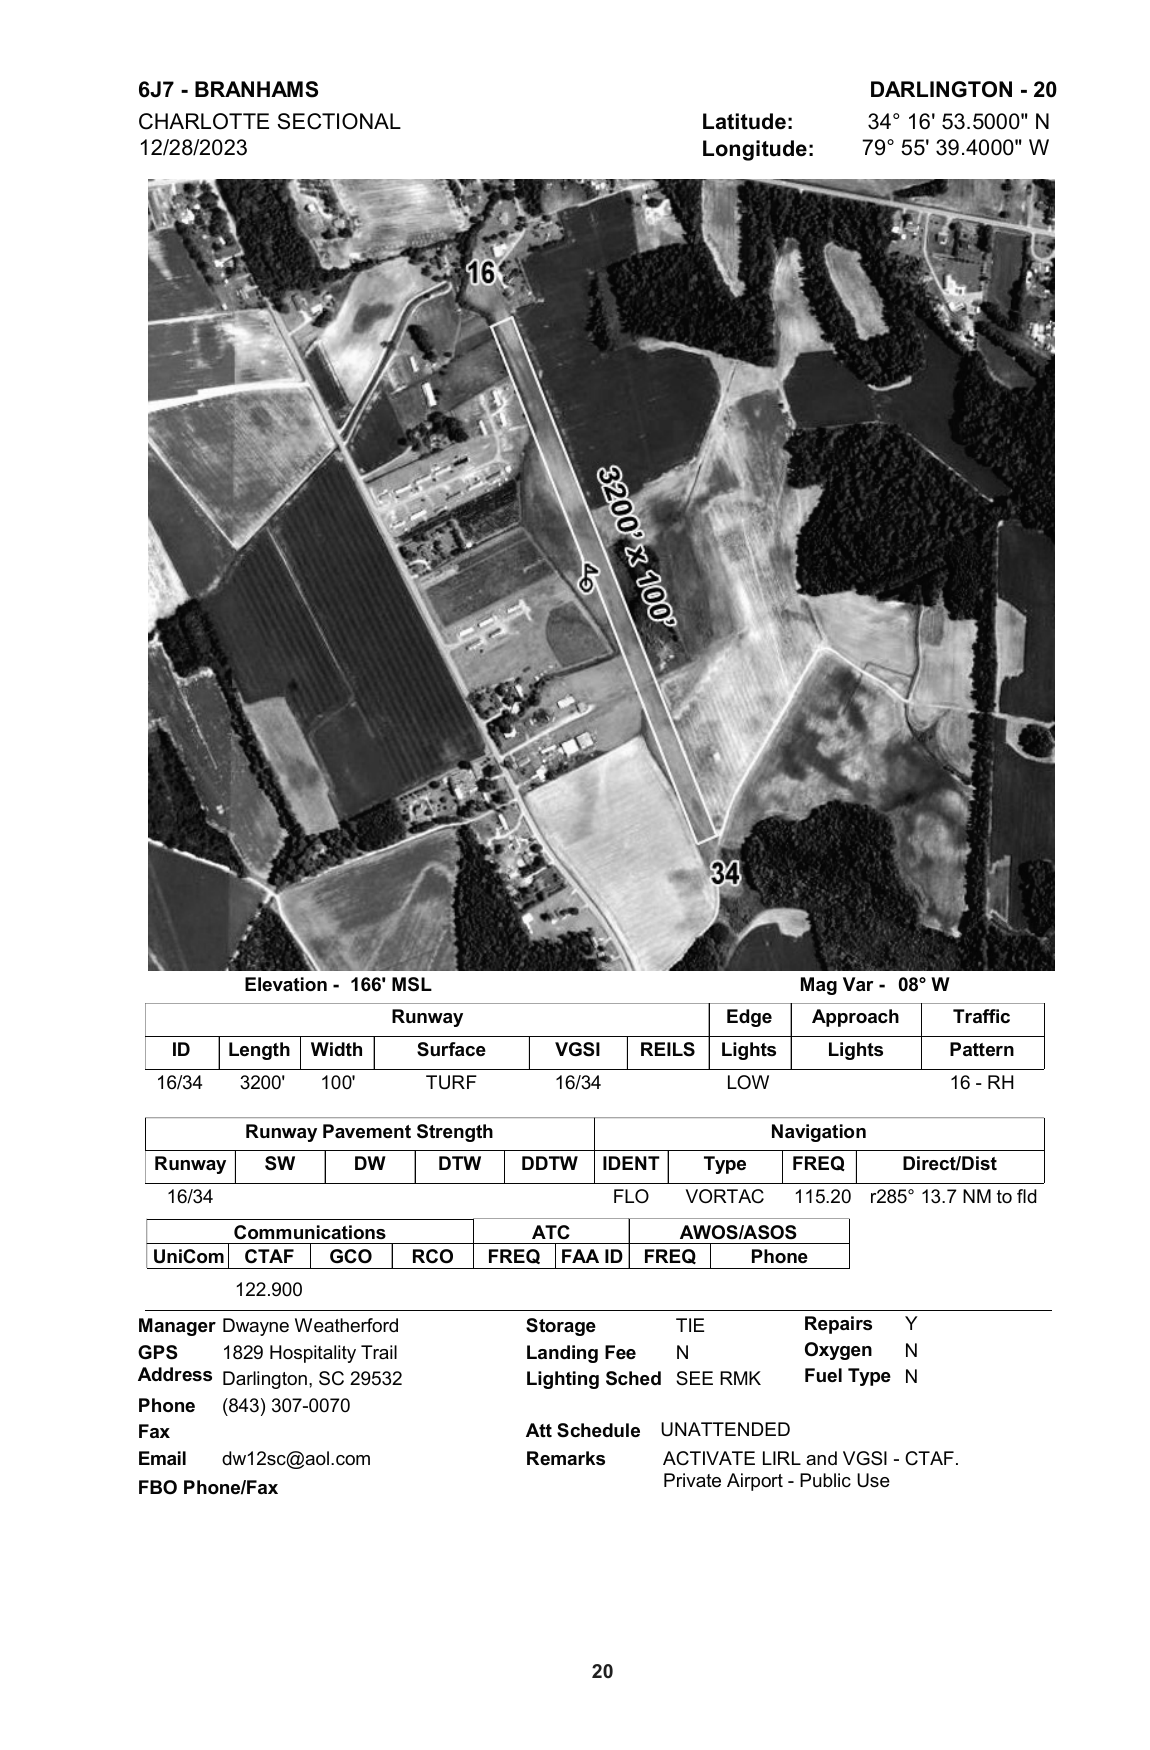 6J7 - BRANHAMS DARLINGTON - 20
CHARLOTTE SECTIONAL Latitude: 34° 16' 53.5000" N
12/28/2023 Longitude: 79° 55' 39.4000" W
16
3200' x 100'
34
Elevation - 166' MSL Mag Var - 08° W
Runway Edge Approach Traffic
ID Length Width Surface VGSI REILS Lights Lights Pattern
16/34 3200' 100' TURF 16/34 LOW 16 - RH
Runway Pavement Strength Navigation
Runway SW DW DTW DDTW IDENT Type FREQ Direct/Dist
16/34 FLO VORTAC 115.20 r285° 13.7 NM to fld
Communications ATC AWOS/ASOS
UniCom CTAF GCO RCO FREQ FAA ID FREQ Phone
122.900
Manager Dwayne Weatherford Storage TIE Repairs Y
GPS 1829 Hospitality Trail Landing Fee N Oxygen N
Address Darlington, SC 29532 Lighting Sched SEE RMK Fuel Type N
Phone (843) 307-0070
Fax Att Schedule UNATTENDED
Email dw12sc@aol.com Remarks ACTIVATE LIRL and VGSI - CTAF.
Private Airport - Public Use
FBO Phone/Fax
20